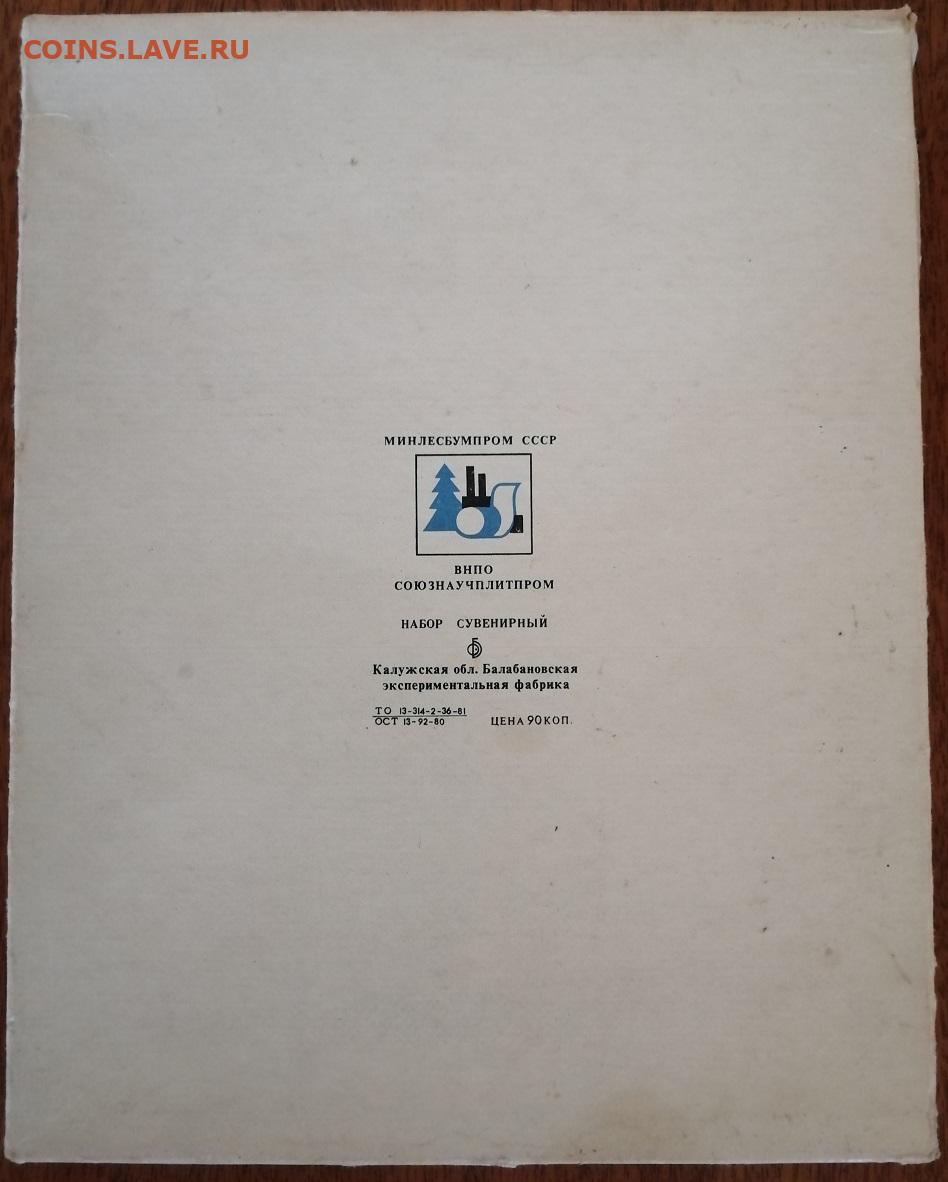 COINS.LAVE.RU
МИНЛЕСБУМПРОМ СССР
ВНПО
СОЮЗНАУЧПЛИТПРОМ
НАБОР СУВЕНИРНЫЙ
Калужская обл. Балабановская
экспериментальная фабрика
ТО 13-314-2-36-81
ОСТ 13-92-80 ЦЕНА 90 КОП.